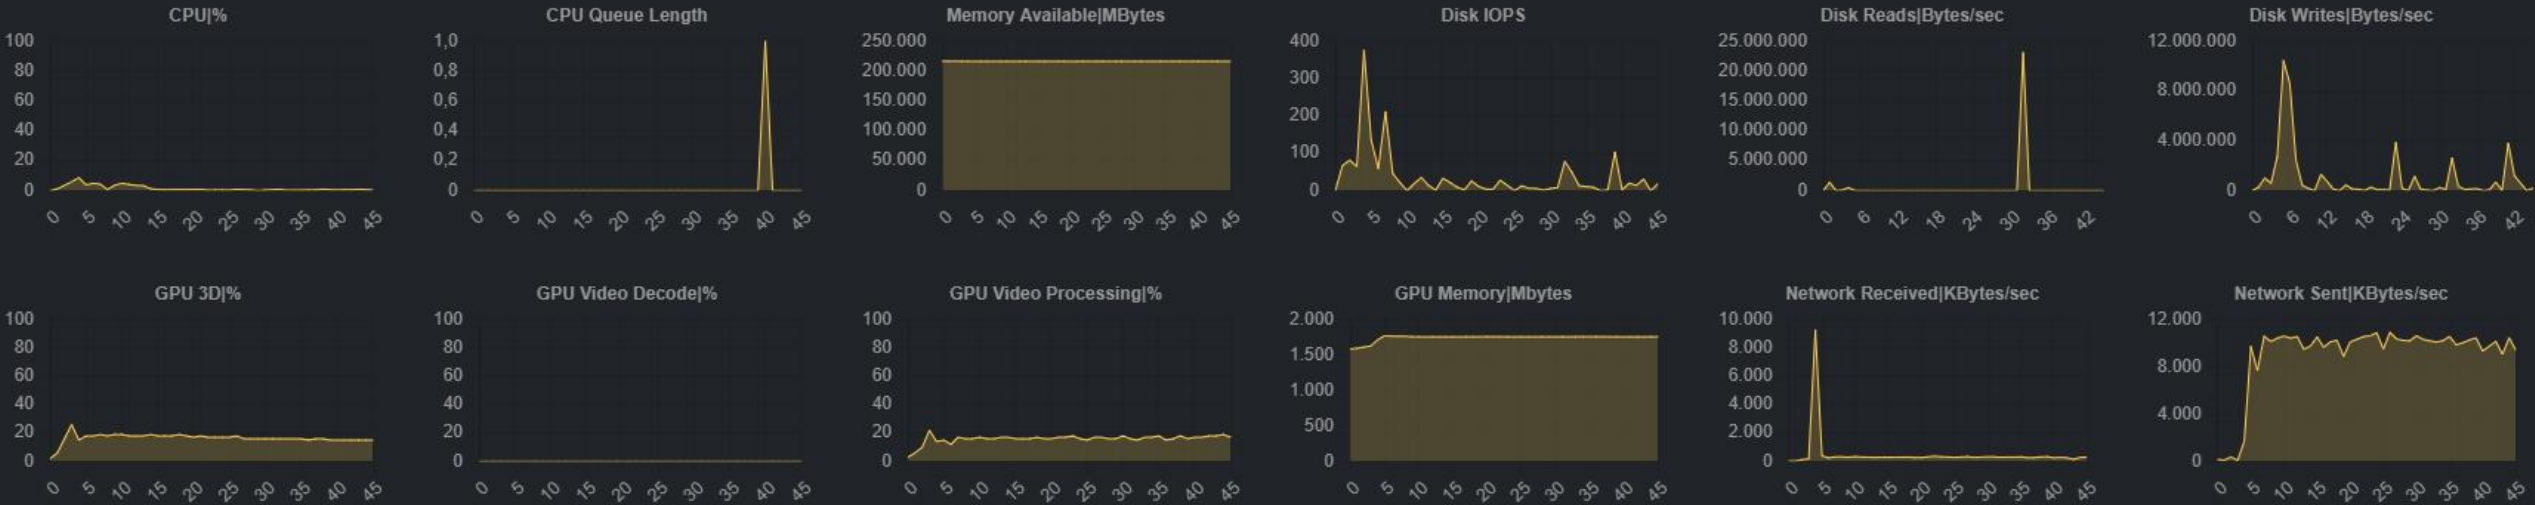 CPU|%
100
80
60
40
20
0
0 5 10 15 20 25 30 35 40 45
CPU Queue Length
1,0
0,8
0,6
0,4
0,2
0
0 5 10 15 20 25 30 35 40 45
Memory Available|MBytes
250.000
200.000
150.000
100.000
50.000
0
0 5 10 15 20 25 30 35 40 45
Disk IOPS
400
300
200
100
0
0 5 10 15 20 25 30 35 40 45
Disk Reads|Bytes/sec
25.000.000
20.000.000
15.000.000
10.000.000
5.000.000
0
0 6 12 18 24 30 36 42
Disk Writes|Bytes/sec
12.000.000
8.000.000
4.000.000
0
0 6 12 18 24 30 36 42
GPU 3D|%
100
80
60
40
20
0
0 5 10 15 20 25 30 35 40 45
GPU Video Decode|%
100
80
60
40
20
0
0 5 10 15 20 25 30 35 40 45
GPU Video Processing|%
100
80
60
40
20
0
0 5 10 15 20 25 30 35 40 45
GPU Memory|Mbytes
2.000
1.500
1.000
500
0
0 5 10 15 20 25 30 35 40 45
Network Received|KBytes/sec
10.000
8.000
6.000
4.000
2.000
0
0 5 10 15 20 25 30 35 40 45
Network Sent|KBytes/sec
12.000
8.000
4.000
0
0 5 10 15 20 25 30 35 40 45